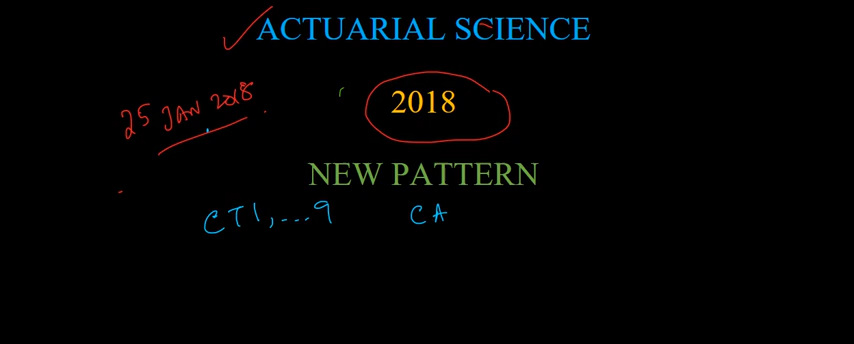 ACTUARIAL SCIENCE
25 JAN 2018
2018
NEW PATTERN
CT1, ... 9 CA